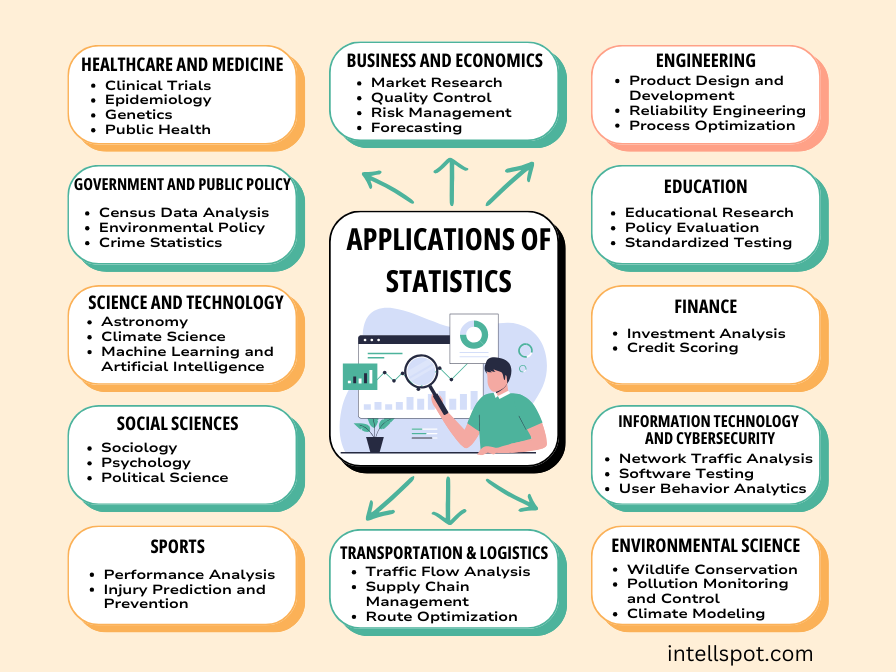 HEALTHCARE AND MEDICINE
• Clinical Trials
• Epidemiology
• Genetics
• Public Health
BUSINESS AND ECONOMICS
• Market Research
• Quality Control
• Risk Management
• Forecasting
ENGINEERING
• Product Design and
Development
• Reliability Engineering
• Process Optimization
GOVERNMENT AND PUBLIC POLICY
• Census Data Analysis
• Environmental Policy
• Crime Statistics
APPLICATIONS OF
STATISTICS
EDUCATION
• Educational Research
• Policy Evaluation
• Standardized Testing
SCIENCE AND TECHNOLOGY
• Astronomy
• Climate Science
• Machine Learning and
Artificial Intelligence
FINANCE
• Investment Analysis
• Credit Scoring
SOCIAL SCIENCES
• Sociology
• Psychology
• Political Science
INFORMATION TECHNOLOGY
AND CYBERSECURITY
• Network Traffic Analysis
• Software Testing
• User Behavior Analytics
SPORTS
• Performance Analysis
• Injury Prediction and
Prevention
TRANSPORTATION & LOGISTICS
• Traffic Flow Analysis
• Supply Chain
Management
• Route Optimization
ENVIRONMENTAL SCIENCE
• Wildlife Conservation
• Pollution Monitoring
and Control
• Climate Modeling
intellspot.com